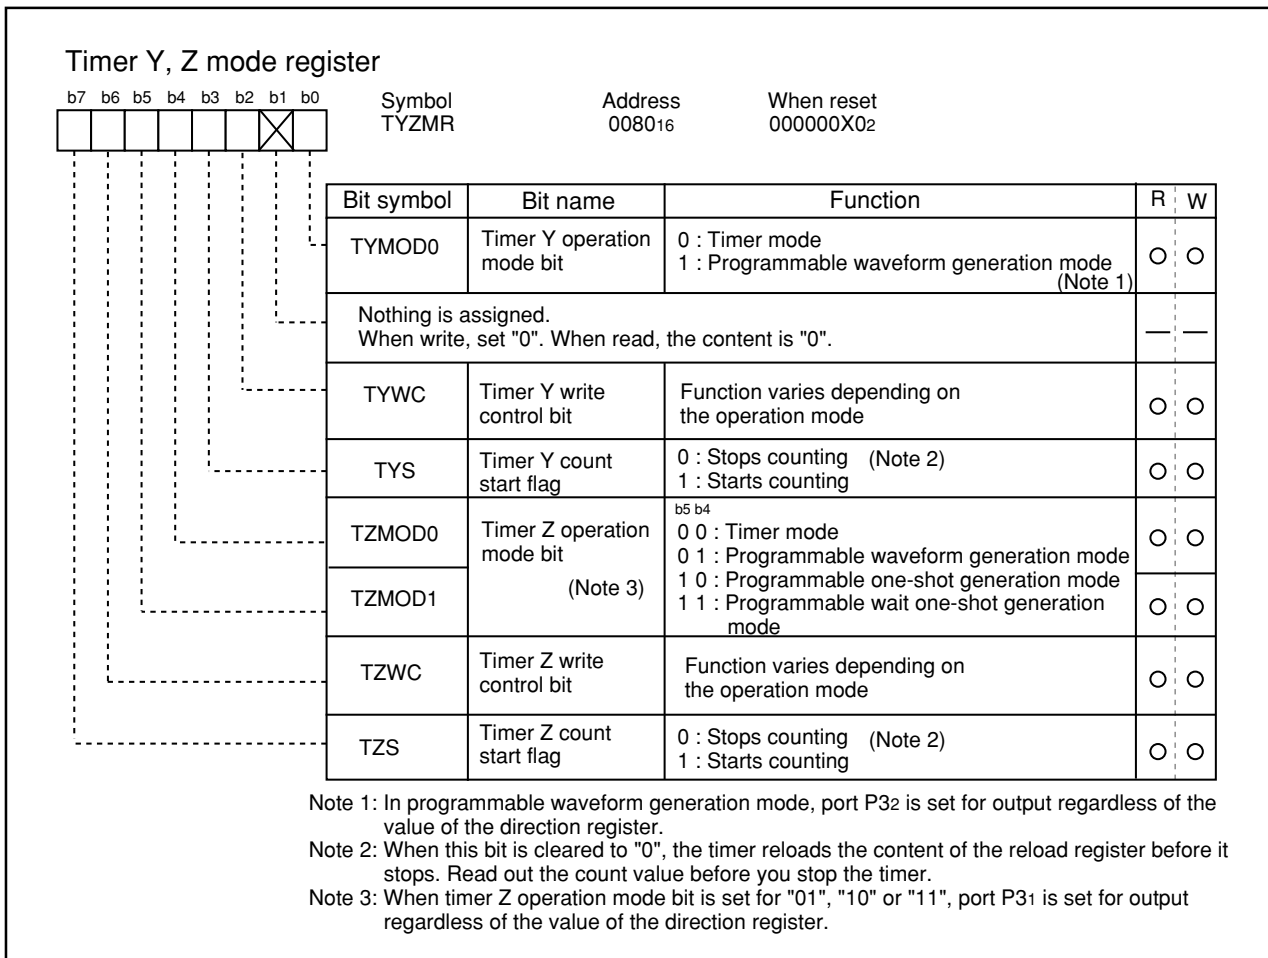 Timer Y, Z mode register
b7 b6 b5 b4 b3 b2 b1 b0
Symbol Address When reset
TYZMR 008016 000000X02
Bit symbol Bit name Function R W
TYMOD0 Timer Y operation mode bit 0 : Timer mode
1 : Programmable waveform generation mode
(Note 1)
Nothing is assigned.
When write, set "0". When read, the content is "0".
TYWC Timer Y write control bit Function varies depending on
the operation mode
TYS Timer Y count start flag 0 : Stops counting (Note 2)
1 : Starts counting
b5 b4
TZMOD0 Timer Z operation mode bit 0 0 : Timer mode
0 1 : Programmable waveform generation mode
TZMOD1 (Note 3) 1 0 : Programmable one-shot generation mode
1 1 : Programmable wait one-shot generation
mode
TZWC Timer Z write control bit Function varies depending on
the operation mode
TZS Timer Z count start flag 0 : Stops counting (Note 2)
1 : Starts counting
Note 1: In programmable waveform generation mode, port P32 is set for output regardless of the
value of the direction register.
Note 2: When this bit is cleared to "0", the timer reloads the content of the reload register before it
stops. Read out the count value before you stop the timer.
Note 3: When timer Z operation mode bit is set for "01", "10" or "11", port P31 is set for output
regardless of the value of the direction register.